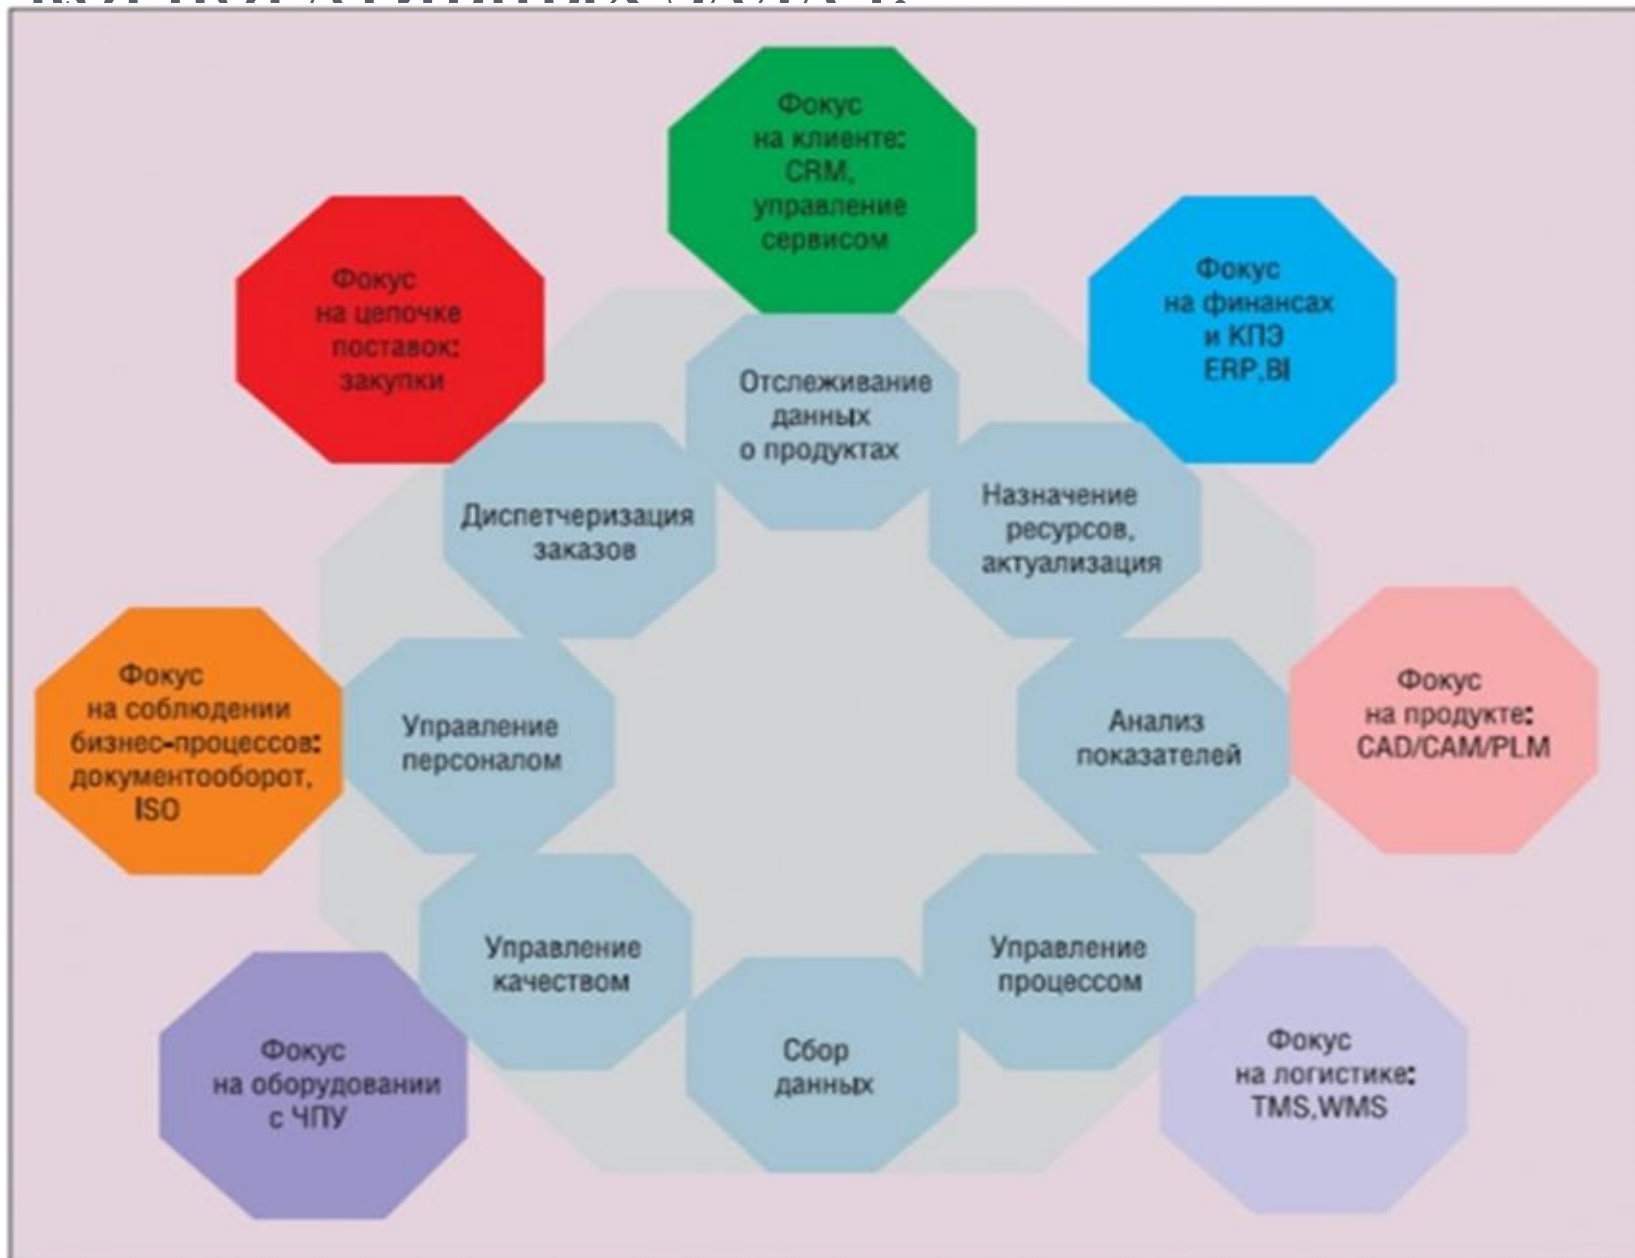 Фокус
на клиенте:
CRM,
управление
сервисом
Фокус
на цепочке
поставок:
закупки
Фокус
на финансах
и КПЭ
ERP,BI
Отслеживание
данных
о продуктах
Диспетчеризация
заказов
Назначение
ресурсов,
актуализация
Фокус
на соблюдении
бизнес-процессов:
документооборот,
ISO
Управление
персоналом
Анализ
показателей
Фокус
на продукте:
CAD/CAM/PLM
Управление
качеством
Управление
процессом
Сбор
данных
Фокус
на оборудовании
с ЧПУ
Фокус
на логистике:
TMS,WMS